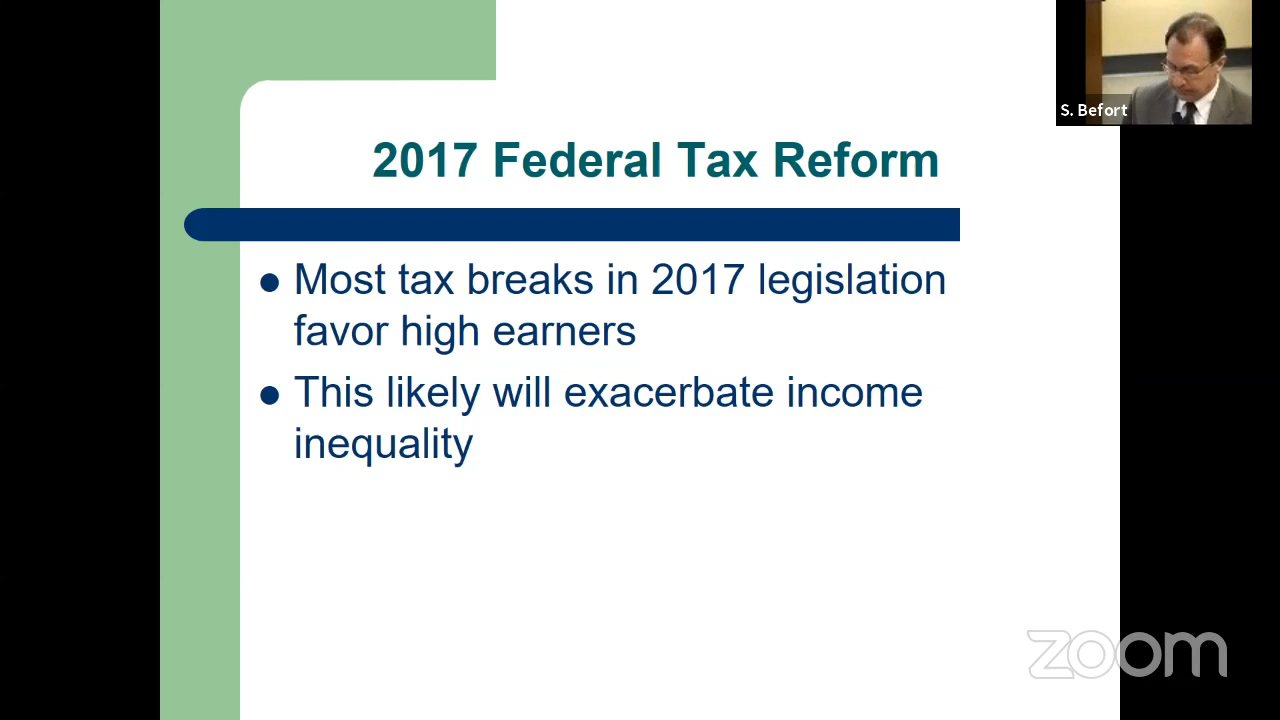 S. Befort
2017 Federal Tax Reform
● Most tax breaks in 2017 legislation
favor high earners
● This likely will exacerbate income
inequality
zoom